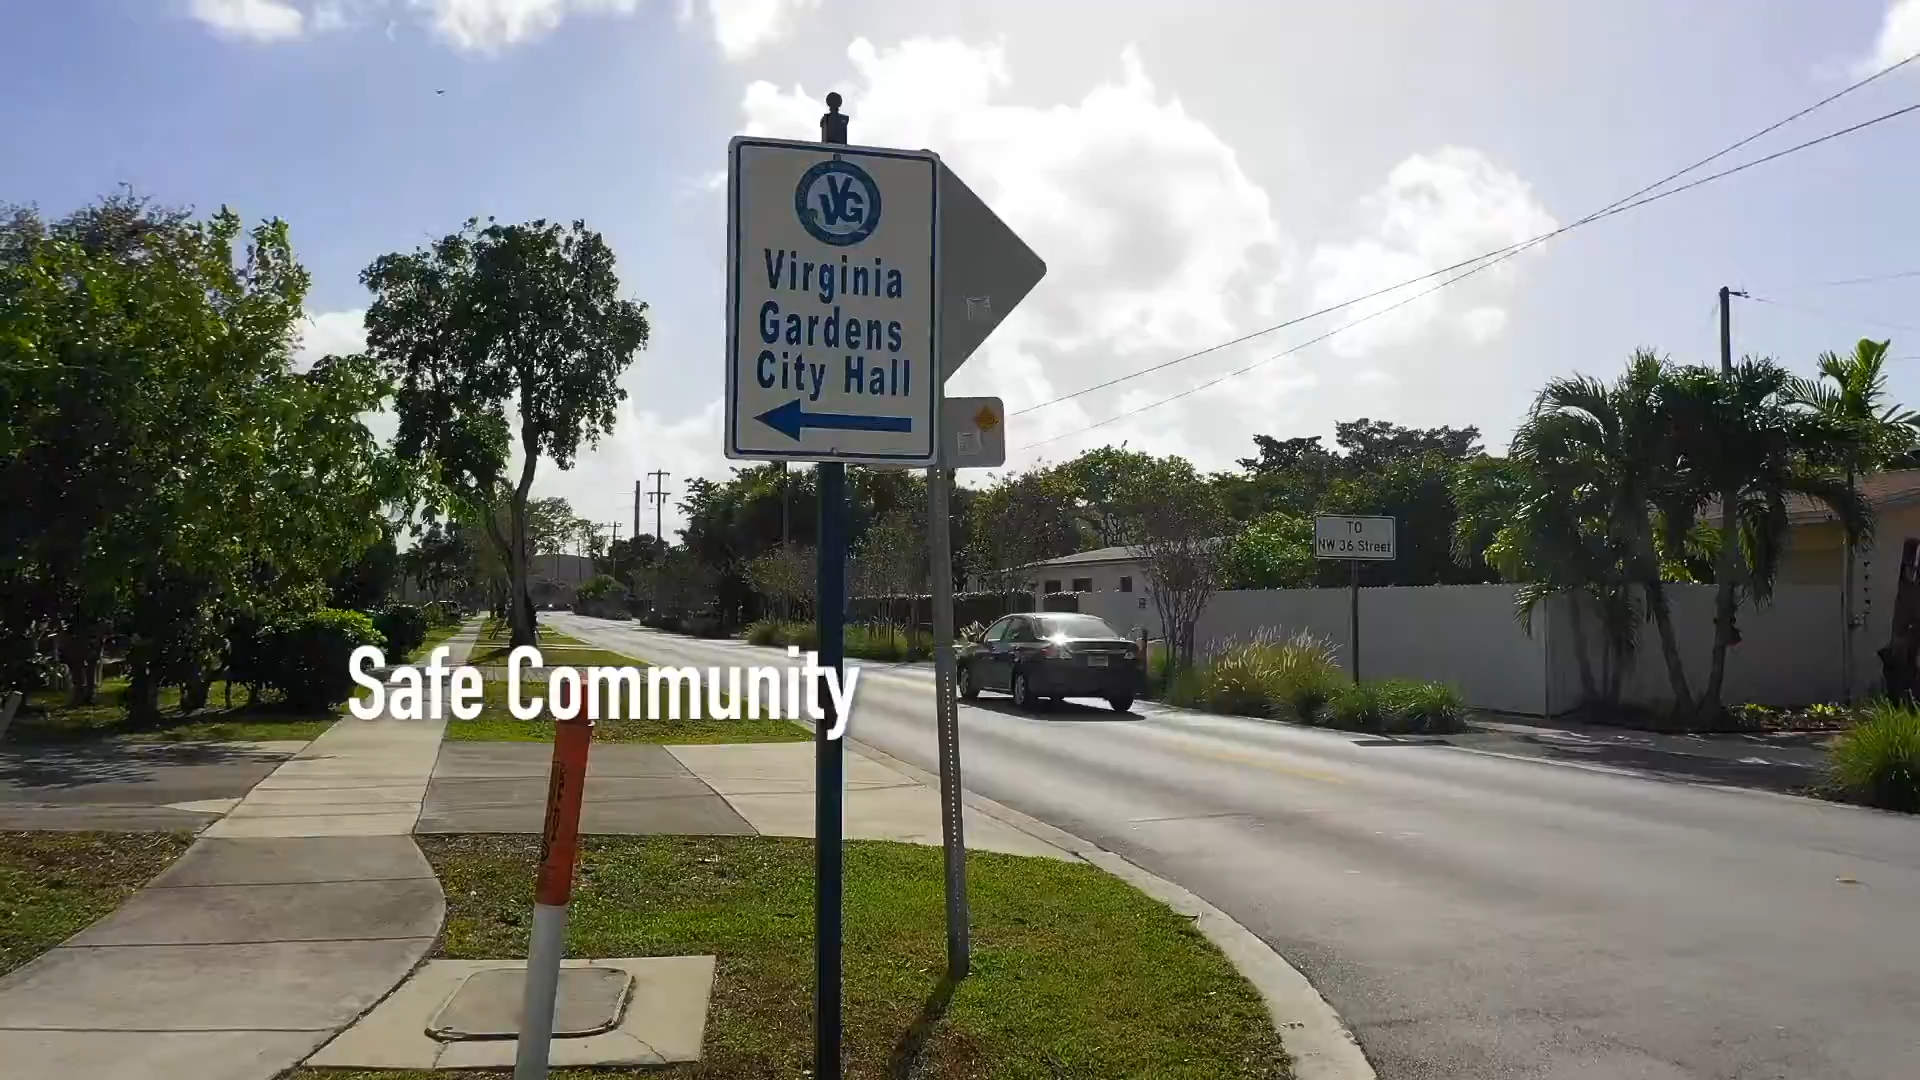 VG
Virginia
Gardens
City Hall
TO
NW 36 Street
Safe Community